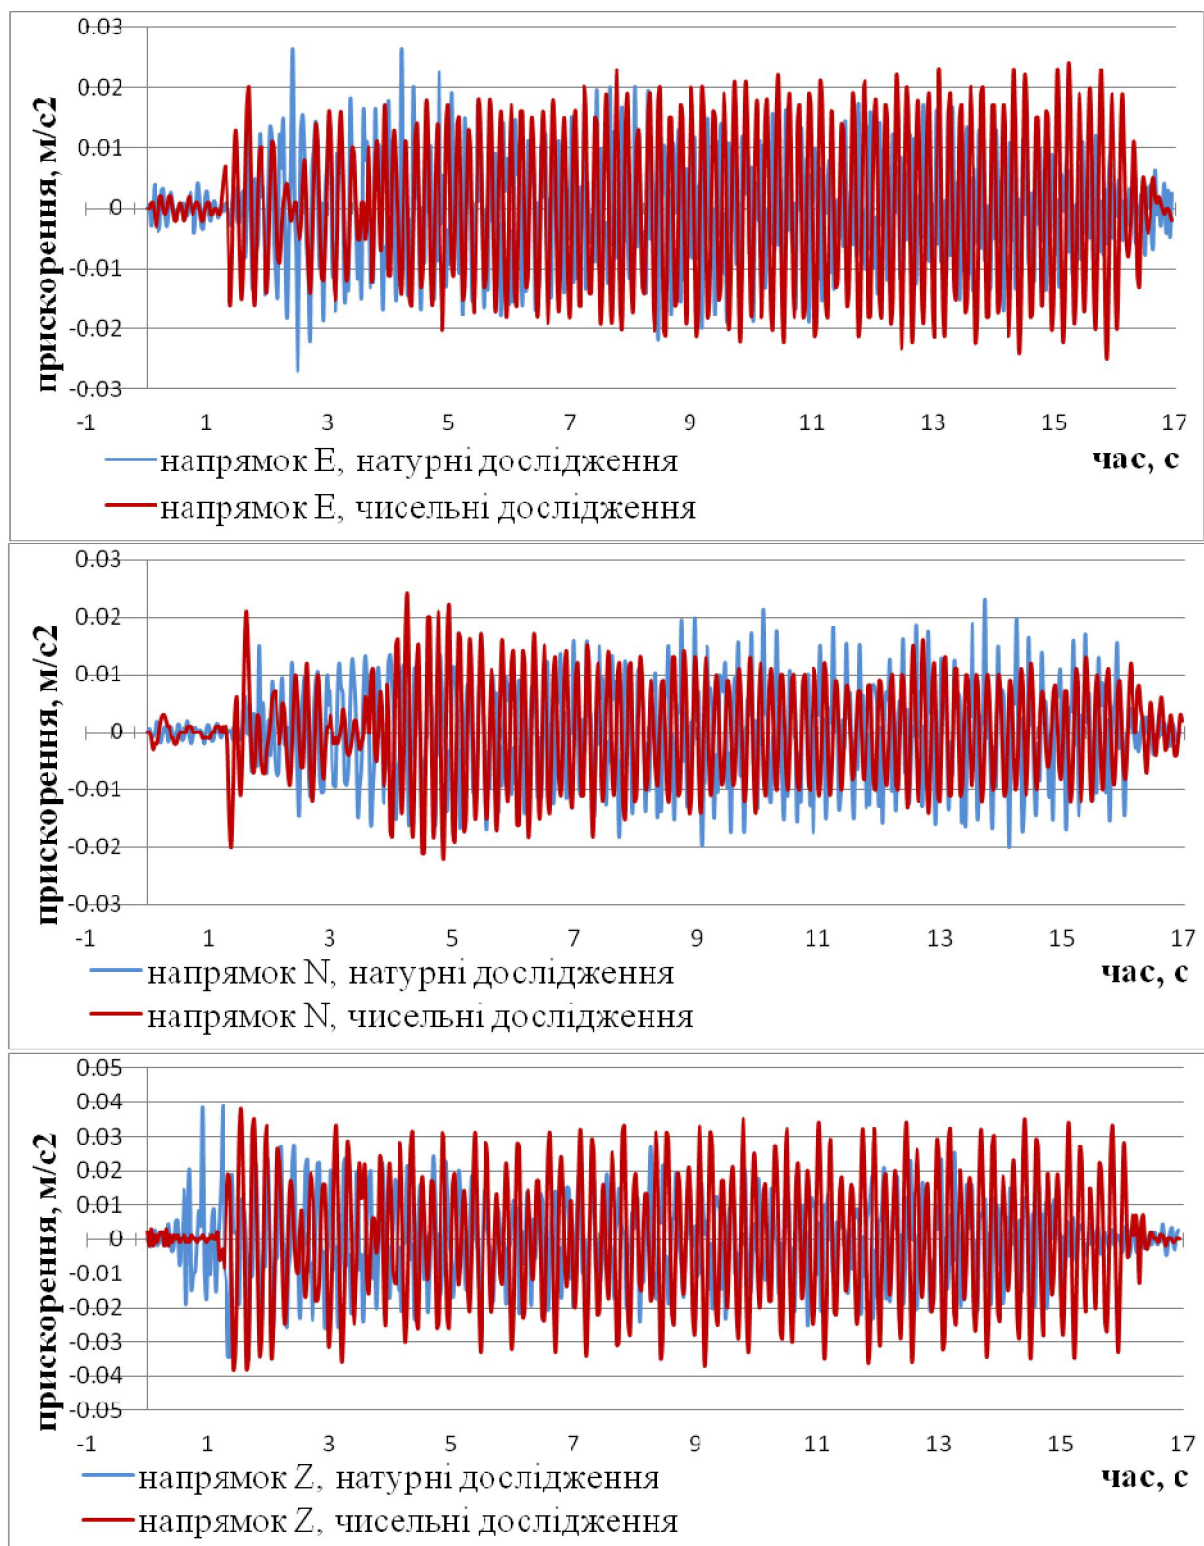 прискорення, м/с2
0.03
0.02
0.01
0
-0.01
-0.02
-0.03
-1 1 3 5 7 9 11 13 15 17
напрямок E, натурні дослідження
час, с
напрямок E, чисельні дослідження
прискорення, м/с2
0.03
0.02
0.01
0
-0.01
-0.02
-0.03
-1 1 3 5 7 9 11 13 15 17
напрямок N, натурні дослідження
час, с
напрямок N, чисельні дослідження
прискорення, м/с2
0.05
0.04
0.03
0.02
0.01
0
-0.01
-0.02
-0.03
-0.04
-0.05
-1 1 3 5 7 9 11 13 15 17
напрямок Z, натурні дослідження
час, с
напрямок Z, чисельні дослідження